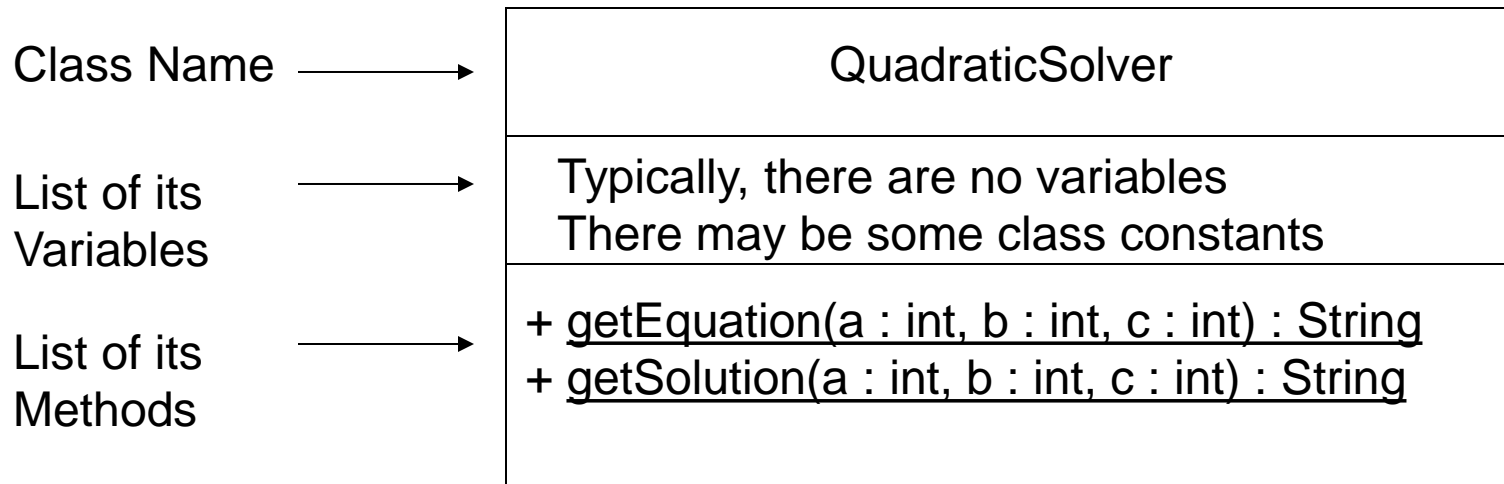 Class Name
QuadraticSolver
List of its
Variables
Typically, there are no variables
There may be some class constants
List of its
Methods
+ getEquation(a : int, b : int, c : int) : String
+ getSolution(a : int, b : int, c : int) : String